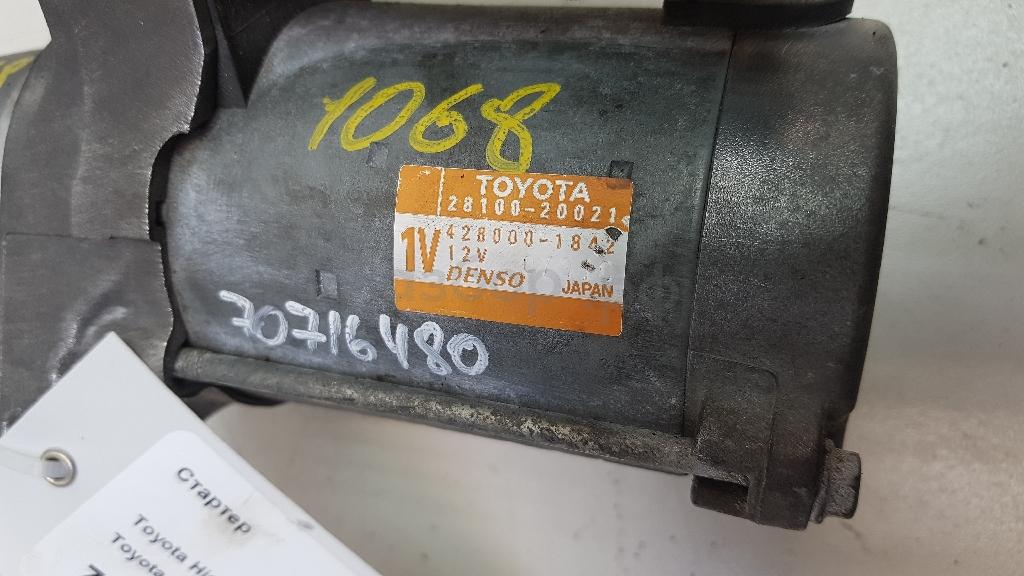 1068
TOYOTA
28100-20021
428000-1842
1V
12V
DENSO JAPAN
70716480
Стартер
Toyota
Toyota